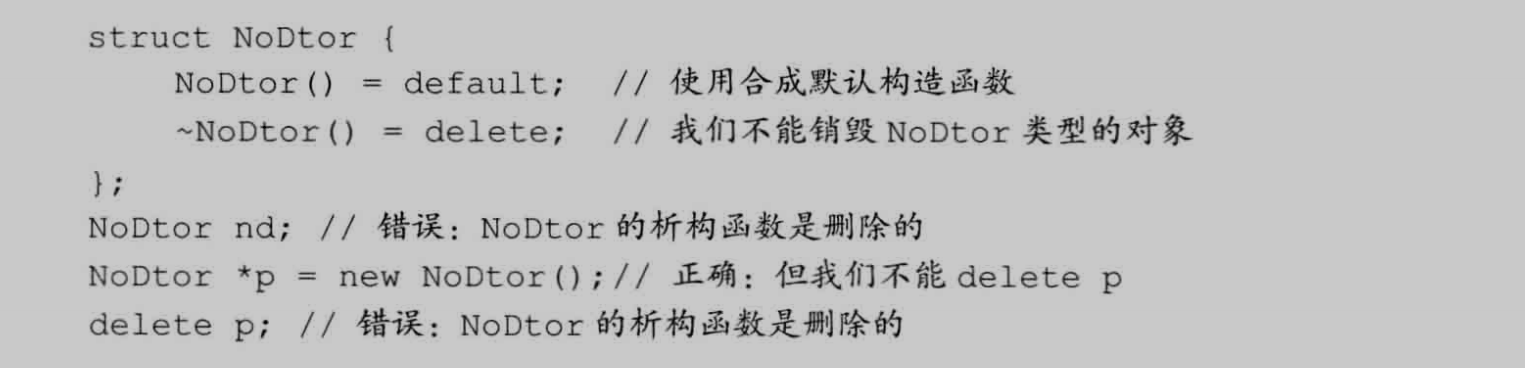 struct NoDtor {
    NoDtor() = default;  // 使用合成默认构造函数
    ~NoDtor() = delete;  // 我们不能销毁 NoDtor 类型的对象
};
NoDtor nd; // 错误：NoDtor 的析构函数是删除的
NoDtor *p = new NoDtor();// 正确：但我们不能 delete p
delete p; // 错误：NoDtor 的析构函数是删除的